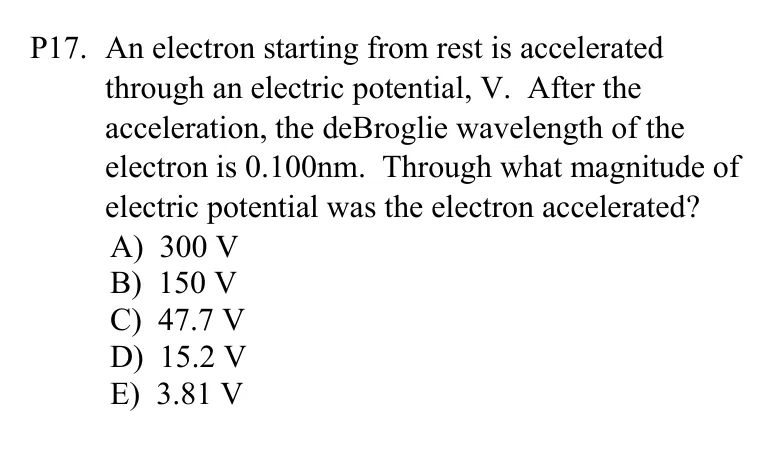 P17. An electron starting from rest is accelerated
through an electric potential, V. After the
acceleration, the deBroglie wavelength of the
electron is 0.100nm. Through what magnitude of
electric potential was the electron accelerated?
A) 300 V
B) 150 V
C) 47.7 V
D) 15.2 V
E) 3.81 V